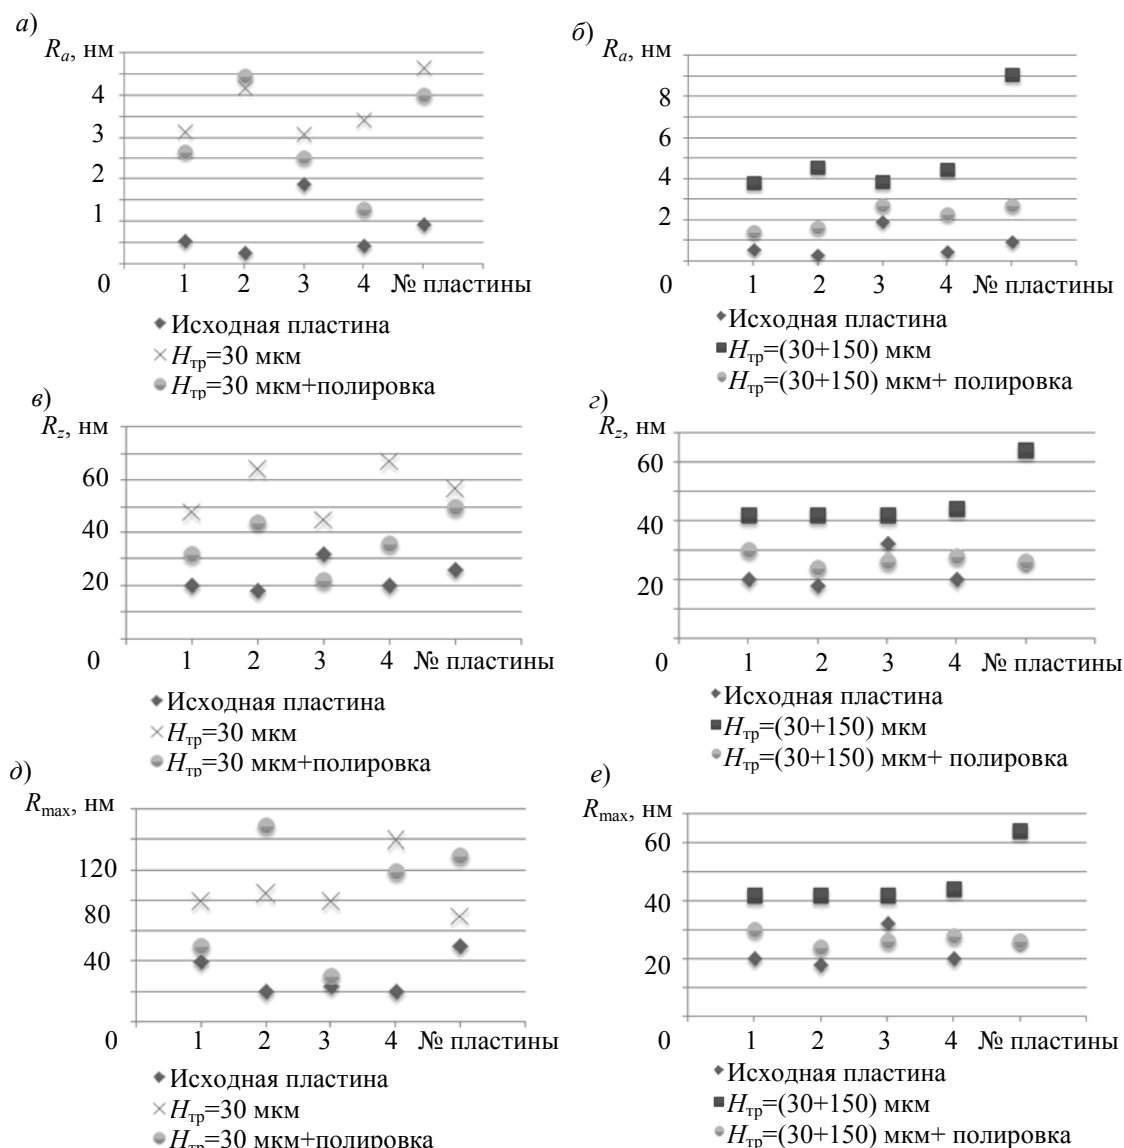 а)
Rа, нм
4
3
2
1
0
1 2 3 4 № пластины
Исходная пластина
Hтр=30 мкм
Hтр=30 мкм+полировка
б)
Rа, нм
8
6
4
2
0
1 2 3 4 № пластины
Исходная пластина
Hтр=(30+150) мкм
Hтр=(30+150) мкм+ полировка
в)
Rz, нм
60
40
20
0
1 2 3 4 № пластины
Исходная пластина
Hтр=30 мкм
Hтр=30 мкм+полировка
г)
Rz, нм
60
40
20
0
1 2 3 4 № пластины
Исходная пластина
Hтр=(30+150) мкм
Hтр=(30+150) мкм+ полировка
д)
Rmax, нм
120
80
40
0
1 2 3 4 № пластины
Исходная пластина
Hтр=30 мкм
Hтр=30 мкм+полировка
е)
Rmax, нм
60
40
20
0
1 2 3 4 № пластины
Исходная пластина
Hтр=(30+150) мкм
Hтр=(30+150) мкм+ полировка